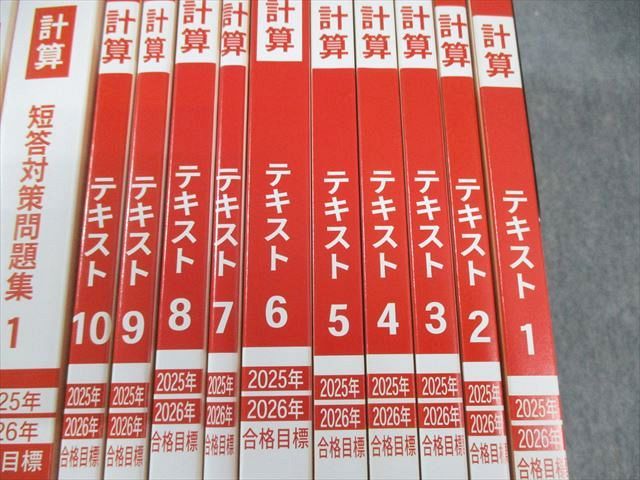 計算
短答対策問題集 1
25年
26年
目標
計算
テキスト 10
2025年
2026年
合格目標
計算
テキスト 9
2025年
2026年
合格目標
計算
テキスト 8
2025年
2026年
合格目標
計算
テキスト 7
2025年
2026年
合格目標
計算
テキスト 6
2025年
2026年
合格目標
計算
テキスト 5
2025年
2026年
合格目標
計算
テキスト 4
2025年
2026年
合格目標
計算
テキスト 3
2025年
2026年
合格目標
計算
テキスト 2
2025年
2026年
合格目標
計算
テキスト 1
2025年
2026年
合格目標